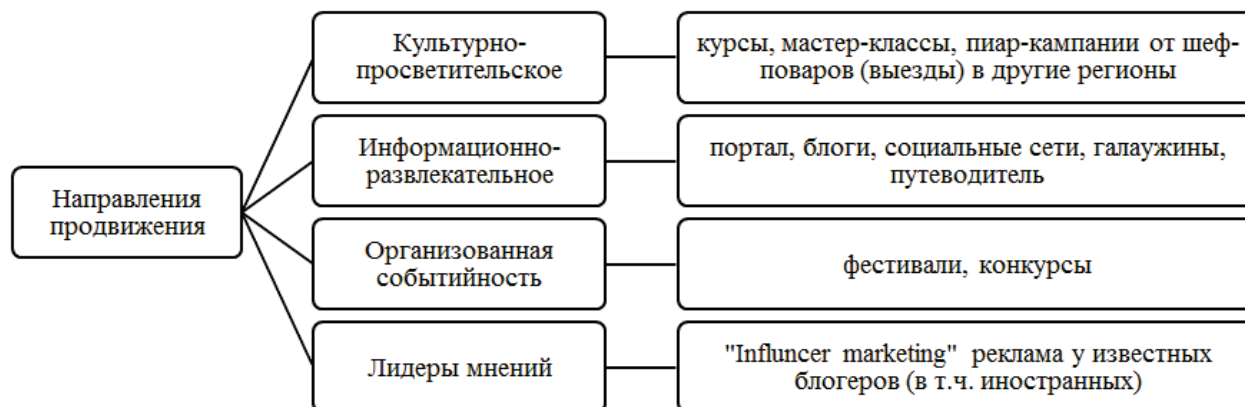 Направления
продвижения
Культурно-
просветительское
курсы, мастер-классы, пиар-кампании от шеф-
поваров (выезды) в другие регионы
Информационно-
развлекательное
портал, блоги, социальные сети, галаужины,
путеводитель
Организованная
событийность
фестивали, конкурсы
Лидеры мнений
"Influncer marketing" реклама у известных
блогеров (в т.ч. иностранных)